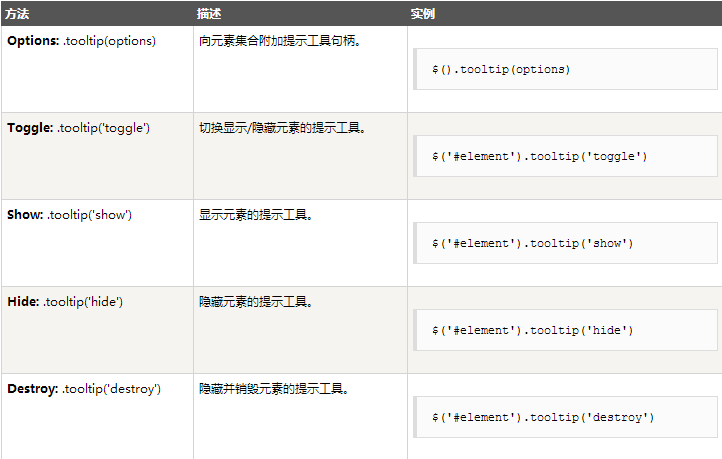 方法 描述 实例
Options: .tooltip(options) 向元素集合附加提示工具句柄。
$().tooltip(options)
Toggle: .tooltip('toggle') 切换显示/隐藏元素的提示工具。
$('#element').tooltip('toggle')
Show: .tooltip('show') 显示元素的提示工具。
$('#element').tooltip('show')
Hide: .tooltip('hide') 隐藏元素的提示工具。
$('#element').tooltip('hide')
Destroy: .tooltip('destroy') 隐藏并销毁元素的提示工具。
$('#element').tooltip('destroy')